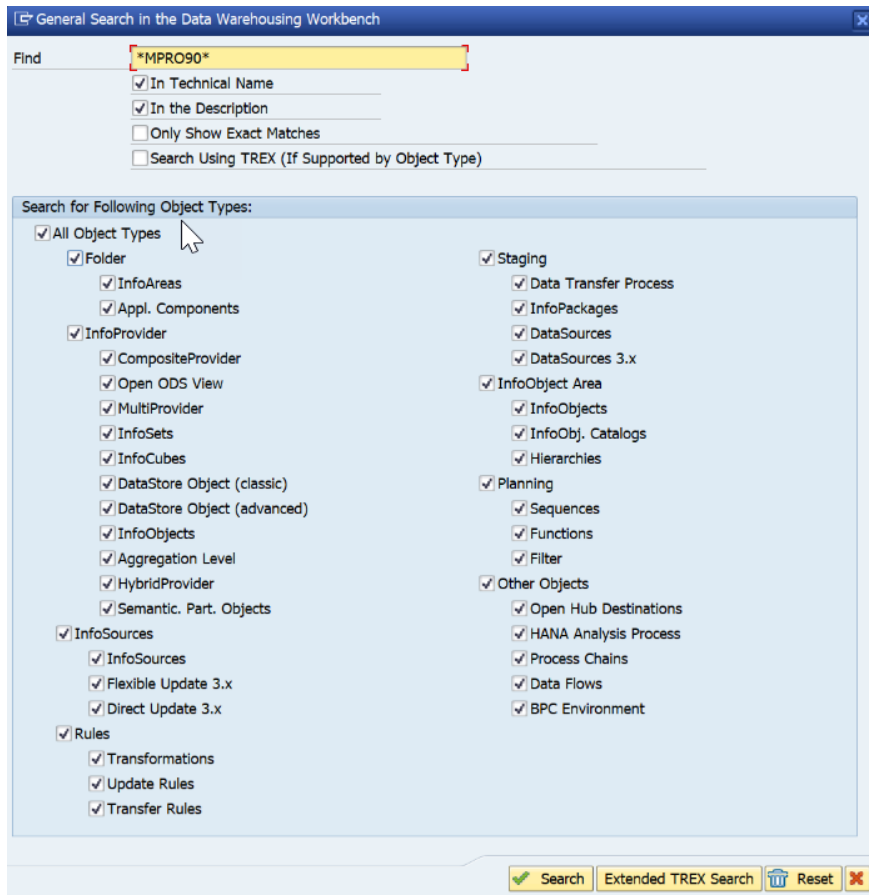 General Search in the Data Warehousing Workbench
Find
*MPRO90*
In Technical Name
In the Description
Only Show Exact Matches
Search Using TREX (If Supported by Object Type)
Search for Following Object Types:
All Object Types
Folder
InfoAreas
Appl. Components
InfoProvider
CompositeProvider
Open ODS View
MultiProvider
InfoSets
InfoCubes
DataStore Object (classic)
DataStore Object (advanced)
InfoObjects
Aggregation Level
HybridProvider
Semantic. Part. Objects
InfoSources
InfoSources
Flexible Update 3.x
Direct Update 3.x
Rules
Transformations
Update Rules
Transfer Rules
Staging
Data Transfer Process
InfoPackages
DataSources
DataSources 3.x
InfoObject Area
InfoObjects
InfoObj. Catalogs
Hierarchies
Planning
Sequences
Functions
Filter
Other Objects
Open Hub Destinations
HANA Analysis Process
Process Chains
Data Flows
BPC Environment
Search
Extended TREX Search
Reset